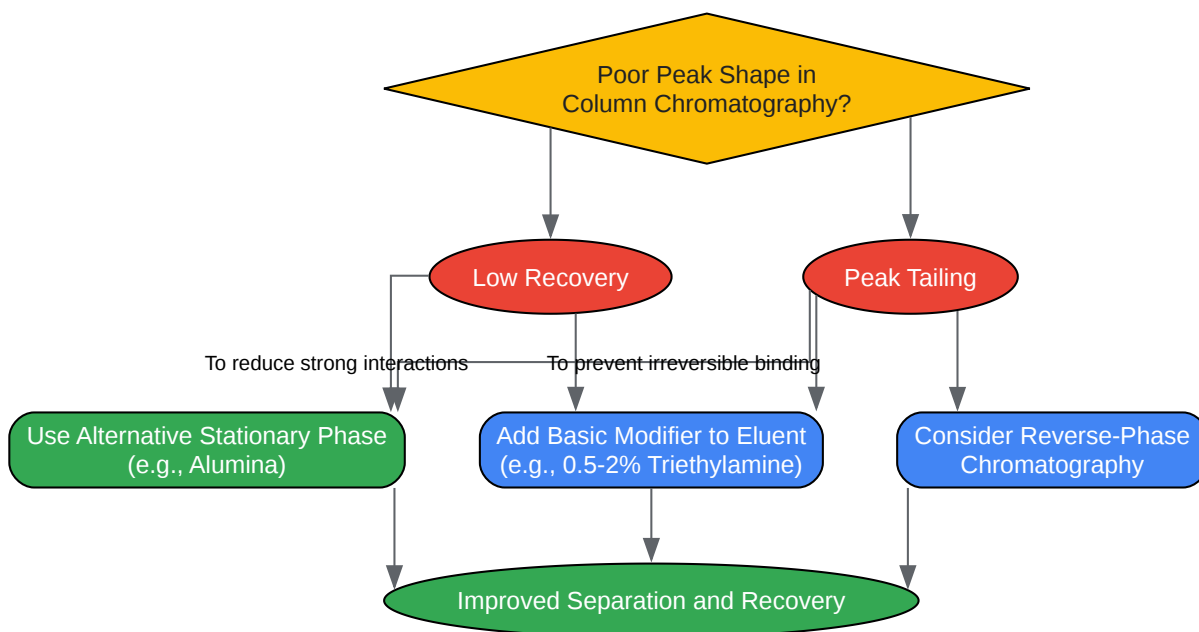 Poor Peak Shape in
Column Chromatography?
Low Recovery
Peak Tailing
To reduce strong interactions
To prevent irreversible binding
Use Alternative Stationary Phase
(e.g., Alumina)
Add Basic Modifier to Eluent
(e.g., 0.5-2% Triethylamine)
Consider Reverse-Phase
Chromatography
Improved Separation and Recovery